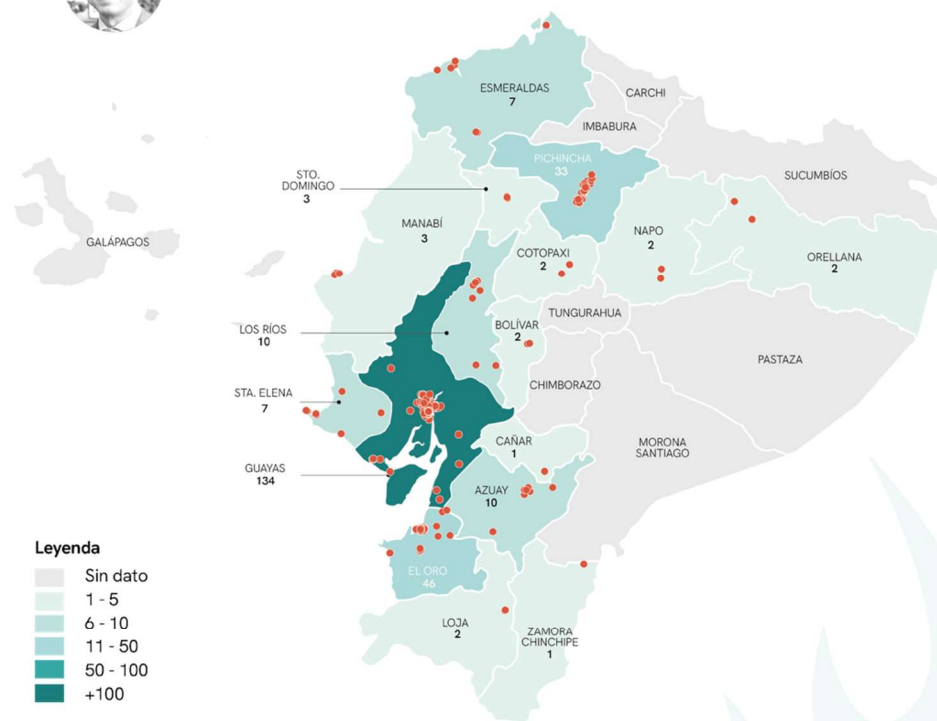 ESMERALDAS
7
CARCHI
IMBABURA
PICHINCHA
33
SUCUMBÍOS
STO.
DOMINGO
3
MANABÍ
3
NAPO
2
GALÁPAGOS
COTOPAXI
2
ORELLANA
2
TUNGURAHUA
LOS RÍOS
10
BOLÍVAR
2
PASTAZA
CHIMBORAZO
STA. ELENA
7
CAÑAR
1
MORONA
SANTIAGO
GUAYAS
134
AZUAY
10
EL ORO
46
LOJA
2
ZAMORA
CHINCHIPE
1
Leyenda
Sin dato
1 - 5
6 - 10
11 - 50
50 - 100
+100